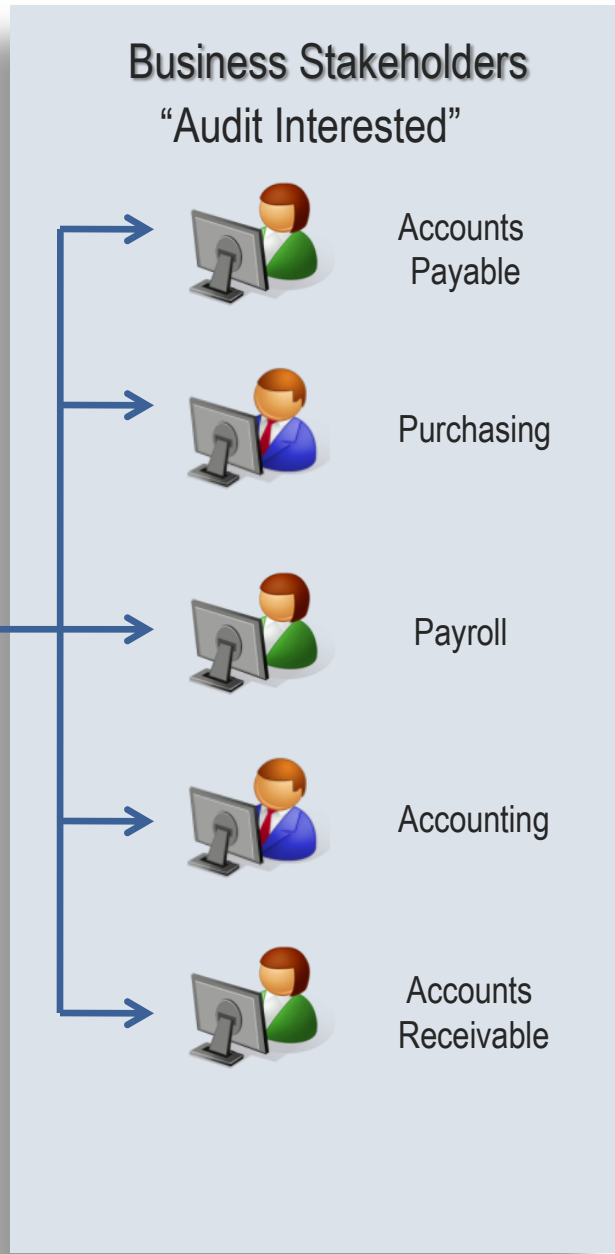 Business Stakeholders
“Audit Interested”
Accounts
Payable
Purchasing
Payroll
Accounting
Accounts
Receivable